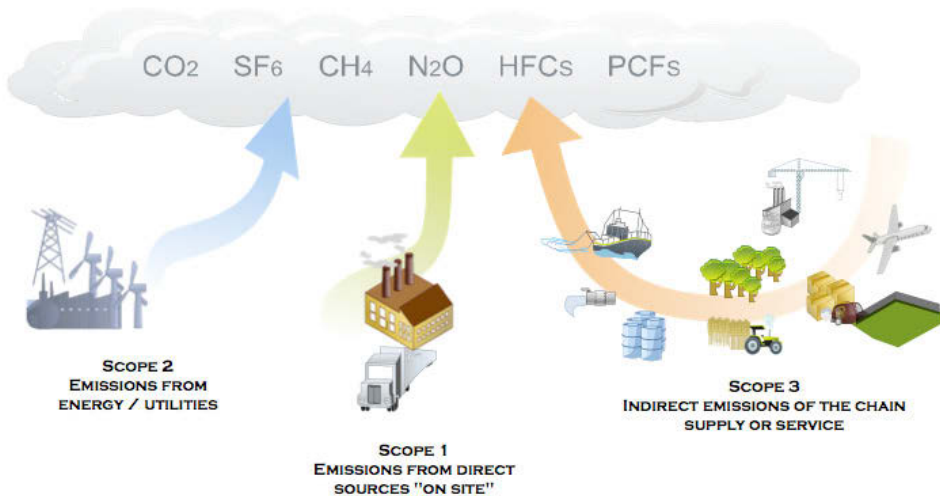 CO2 SF6 CH4 N2O HFCs PCFs
SCOPE 2
EMISSIONS FROM
ENERGY / UTILITIES
SCOPE 1
EMISSIONS FROM DIRECT
SOURCES "ON SITE"
SCOPE 3
INDIRECT EMISSIONS OF THE CHAIN
SUPPLY OR SERVICE